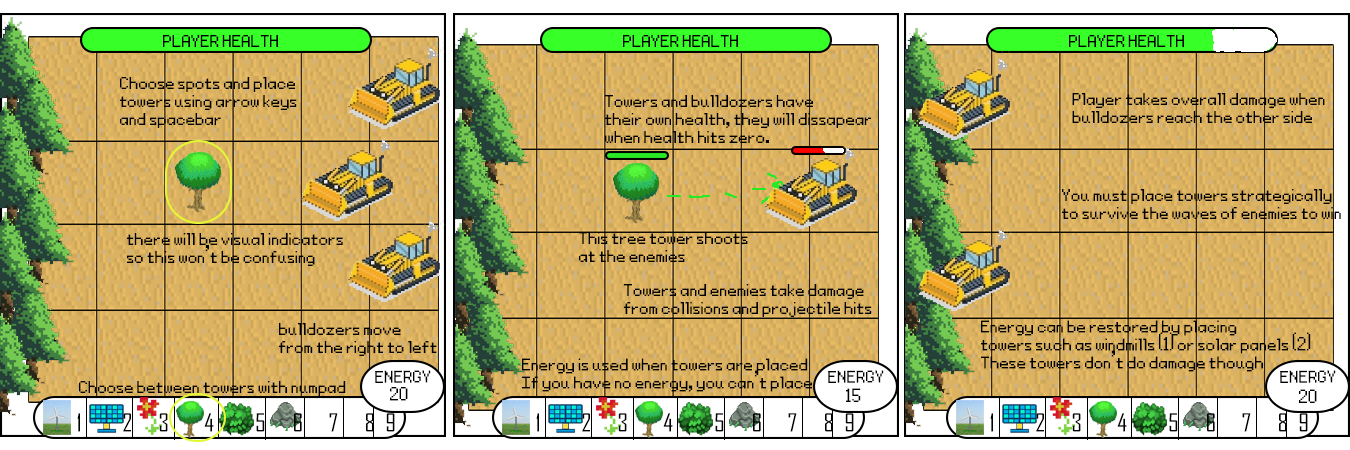 PLAYER HEALTH
Choose spots and place
towers using arrow keys
and spacebar
there will be visual indicators
so this won't be confusing
bulldozers move
from the right to left
Choose between towers with numpad
ENERGY
20
1 2 3 4 5 6 7 8 9
PLAYER HEALTH
Towers and bulldozers have
their own health, they will dissapear
when health hits zero.
This tree tower shoots
at the enemies
Towers and enemies take damage
from collisions and projectile hits
Energy is used when towers are placed
If you have no energy, you can't place
ENERGY
15
1 2 3 4 5 6 7 8 9
PLAYER HEALTH
Player takes overall damage when
bulldozers reach the other side
You must place towers strategically
to survive the waves of enemies to win
Energy can be restored by placing
towers such as windmills (1) or solar panels (2)
These towers don't do damage though
ENERGY
20
1 2 3 4 5 6 7 8 9